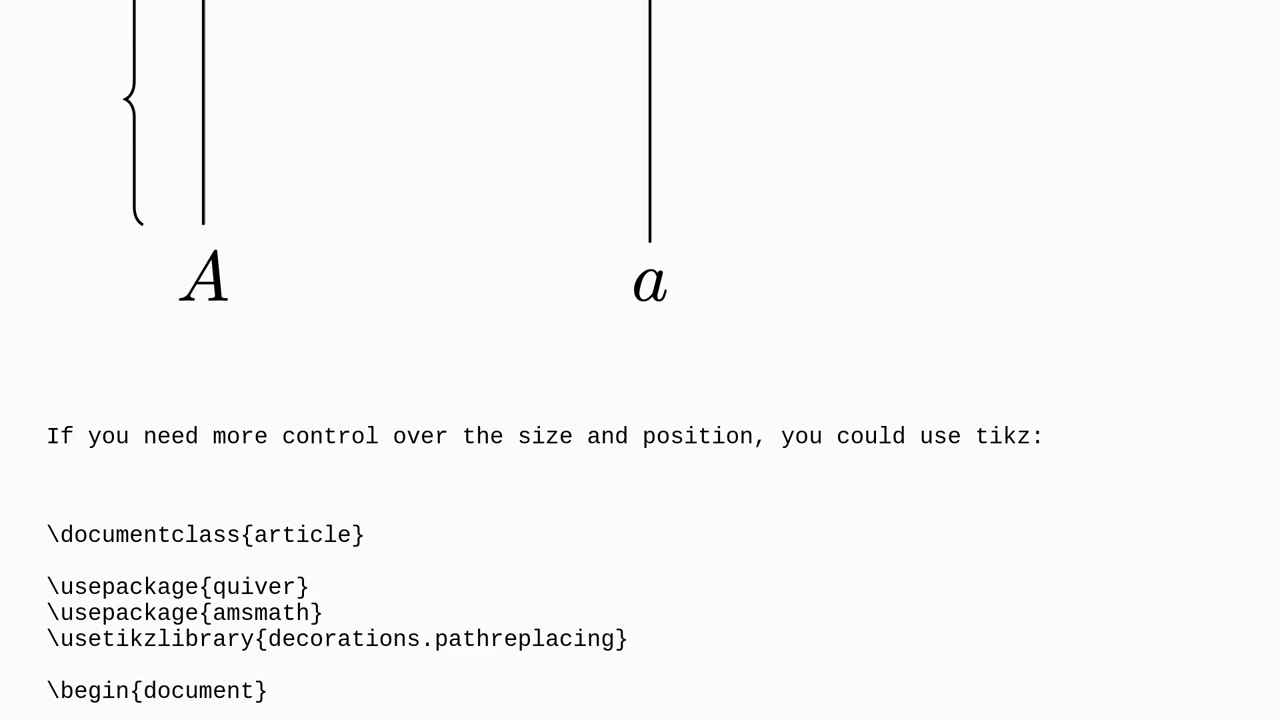 A a
If you need more control over the size and position, you could use tikz:
\documentclass{article}
\usepackage{quiver}
\usepackage{amsmath}
\usetikzlibrary{decorations.pathreplacing}
\begin{document}